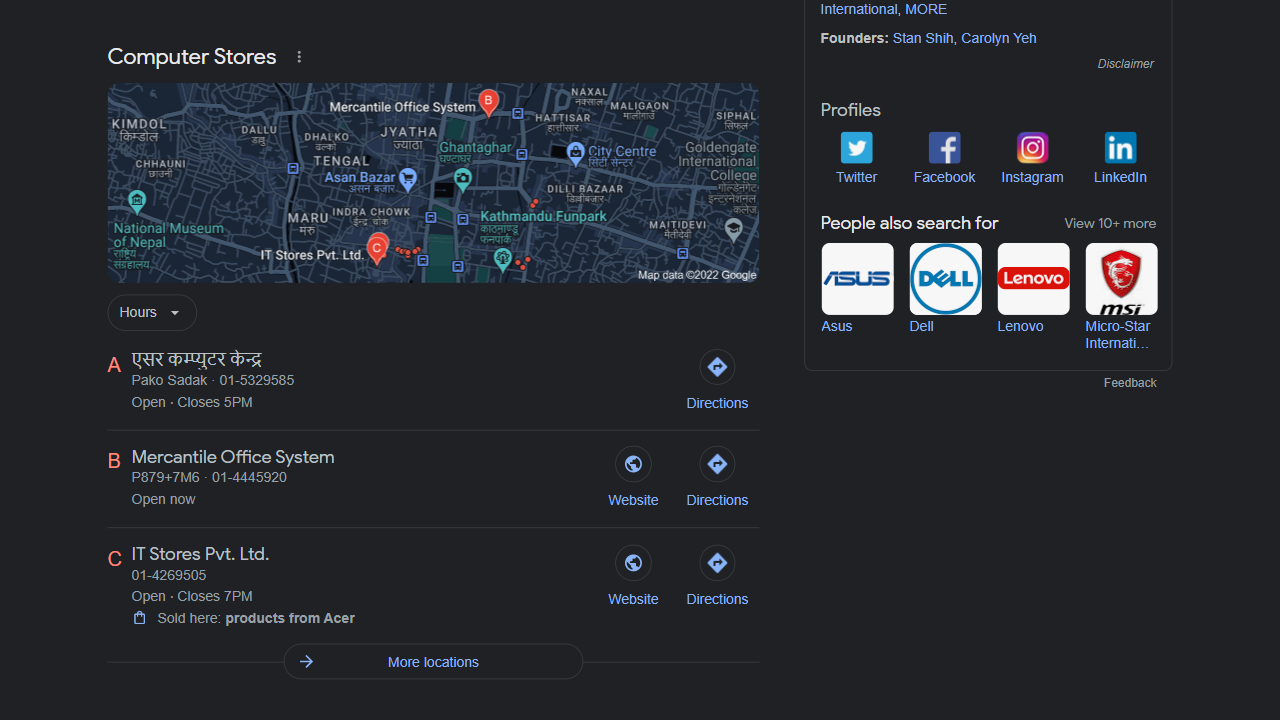 International, MORE
Founders: Stan Shih, Carolyn Yeh
Disclaimer
Computer Stores
Mercantile Office System
B
NAXAL
नक्साल
MALIGAON
मालीगाउँ
SIPHAL
सिफल
KIMDOL
किम्डोल
DALLU
डल्लु
DHALKO
ढल्को
JYATHA
ज्याठा
HATTISAR
हात्तीसार
Ghantaghar
घण्टाघर
City Centre
सिटी सेन्टर
Goldengate
International
College
गोल्डेनगेट
इन्टरनेशनल
कलेज
CHHAUNI
छाउनी
TENGAL
Asan Bazar
असन बजार
DILLI BAZAAR
डिल्लीबजार
MARU
मरु
INDRA CHOWK
ईन्द्र चोक
Kathmandu Funpark
काठमाण्डू
फनपार्क
MAITIDEVI
मैतीदेवी
National Museum
of Nepal
राष्ट्रिय
संग्रहालय
IT Stores Pvt. Ltd.
C
Map data ©2022 Google
Hours
A
एसर कम्प्युटर केन्द्र
Pako Sadak · 01-5329585
Open · Closes 5PM
Directions
B
Mercantile Office System
P879+7M6 · 01-4445920
Open now
Website
Directions
C
IT Stores Pvt. Ltd.
01-4269505
Open · Closes 7PM
Sold here: products from Acer
Website
Directions
More locations
Profiles
Twitter
Facebook
Instagram
LinkedIn
People also search for
View 10+ more
ASUS
DELL
Lenovo
msi
Asus
Dell
Lenovo
Micro-Star
Internati...
Feedback